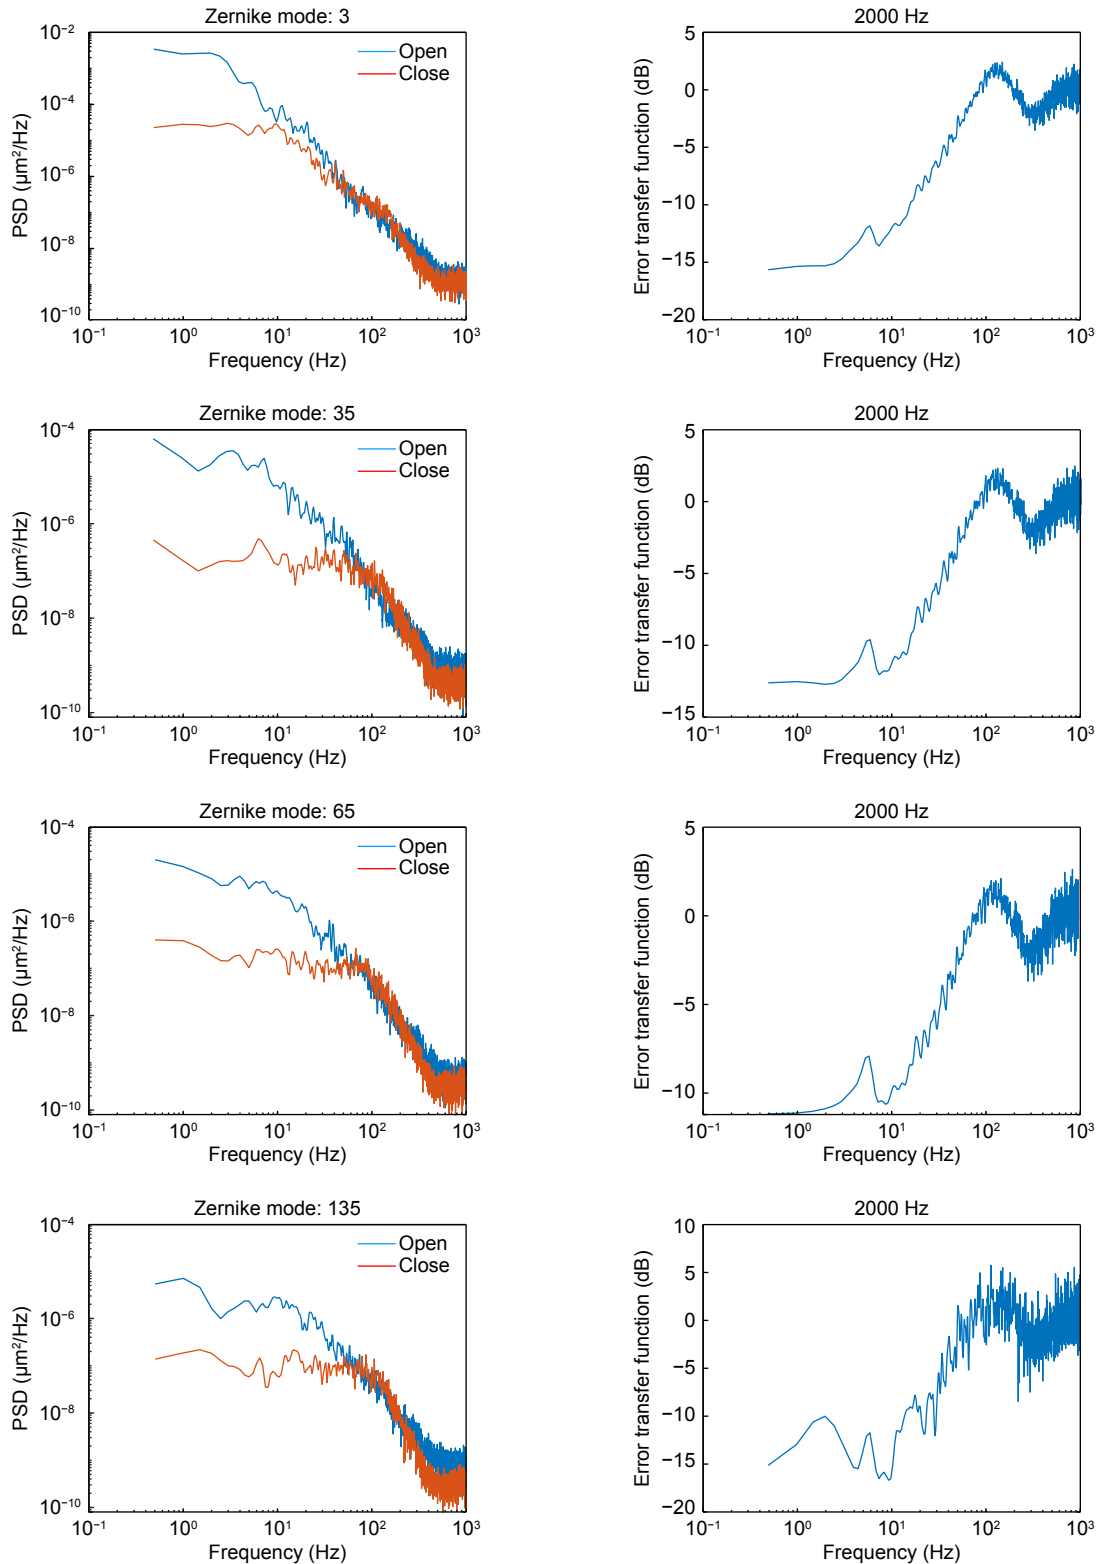 Zernike mode: 3
10⁻²
10⁻⁴
10⁻⁶
10⁻⁸
10⁻¹⁰
PSD (μm²/Hz)
Open
Close
10⁻¹ 10⁰ 10¹ 10² 10³
Frequency (Hz)
2000 Hz
5
0
−5
−10
−15
−20
Error transfer function (dB)
10⁻¹ 10⁰ 10¹ 10² 10³
Frequency (Hz)
Zernike mode: 35
10⁻⁴
10⁻⁶
10⁻⁸
10⁻¹⁰
PSD (μm²/Hz)
Open
Close
10⁻¹ 10⁰ 10¹ 10² 10³
Frequency (Hz)
2000 Hz
5
0
−5
−10
−15
Error transfer function (dB)
10⁻¹ 10⁰ 10¹ 10² 10³
Frequency (Hz)
Zernike mode: 65
10⁻⁴
10⁻⁶
10⁻⁸
10⁻¹⁰
PSD (μm²/Hz)
Open
Close
10⁻¹ 10⁰ 10¹ 10² 10³
Frequency (Hz)
2000 Hz
5
0
−5
−10
Error transfer function (dB)
10⁻¹ 10⁰ 10¹ 10² 10³
Frequency (Hz)
Zernike mode: 135
10⁻⁴
10⁻⁶
10⁻⁸
10⁻¹⁰
PSD (μm²/Hz)
Open
Close
10⁻¹ 10⁰ 10¹ 10² 10³
Frequency (Hz)
2000 Hz
10
5
0
−5
−10
−15
−20
Error transfer function (dB)
10⁻¹ 10⁰ 10¹ 10² 10³
Frequency (Hz)